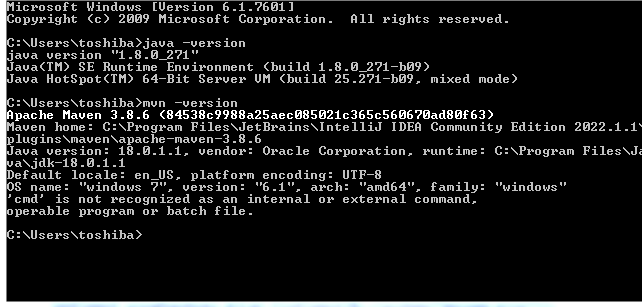 Microsoft Windows [Version 6.1.7601]
Copyright (c) 2009 Microsoft Corporation.  All rights reserved.
C:\Users\toshiba>java -version
java version "1.8.0_271"
Java(TM) SE Runtime Environment (build 1.8.0_271-b09)
Java HotSpot(TM) 64-Bit Server VM (build 25.271-b09, mixed mode)
C:\Users\toshiba>mvn -version
Apache Maven 3.8.6 (84538c9988a25aec085021c365c560670ad80f63)
Maven home: C:\Program Files\JetBrains\IntelliJ IDEA Community Edition 2022.1.1\
plugins\maven\apache-maven-3.8.6
Java version: 18.0.1.1, vendor: Oracle Corporation, runtime: C:\Program Files\Ja
va\jdk-18.0.1.1
Default locale: en_US, platform encoding: UTF-8
OS name: "windows 7", version: "6.1", arch: "amd64", family: "windows"
'cmd' is not recognized as an internal or external command,
operable program or batch file.
C:\Users\toshiba>